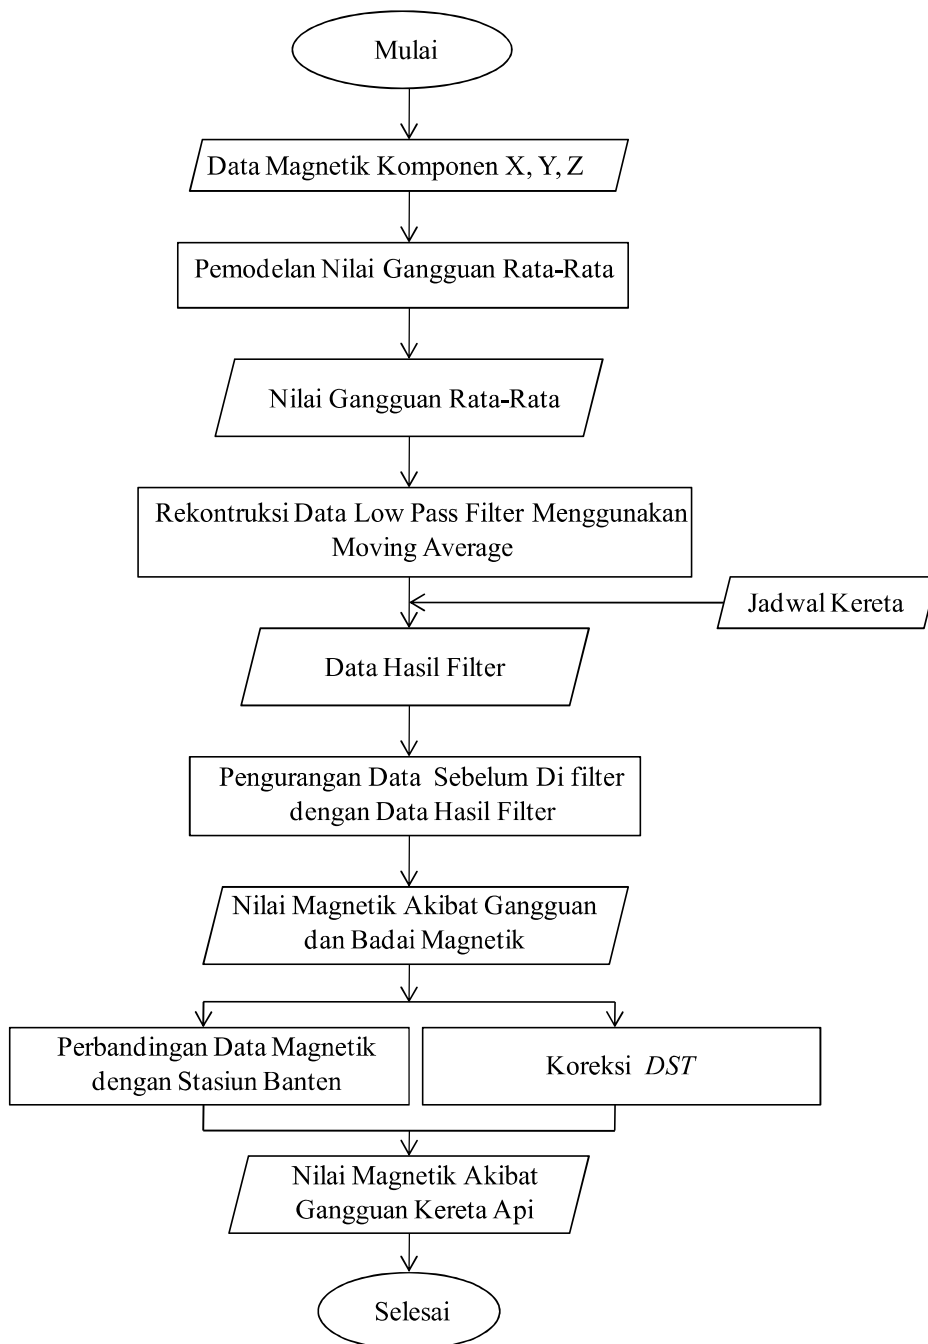 Mulai
Data Magnetik Komponen X, Y, Z
Pemodelan Nilai Gangguan Rata-Rata
Nilai Gangguan Rata-Rata
Rekontruksi Data Low Pass Filter Menggunakan
Moving Average
Jadwal Kereta
Data Hasil Filter
Pengurangan Data Sebelum Di filter
dengan Data Hasil Filter
Nilai Magnetik Akibat Gangguan
dan Badai Magnetik
Perbandingan Data Magnetik
dengan Stasiun Banten
Koreksi DST
Nilai Magnetik Akibat
Gangguan Kereta Api
Selesai